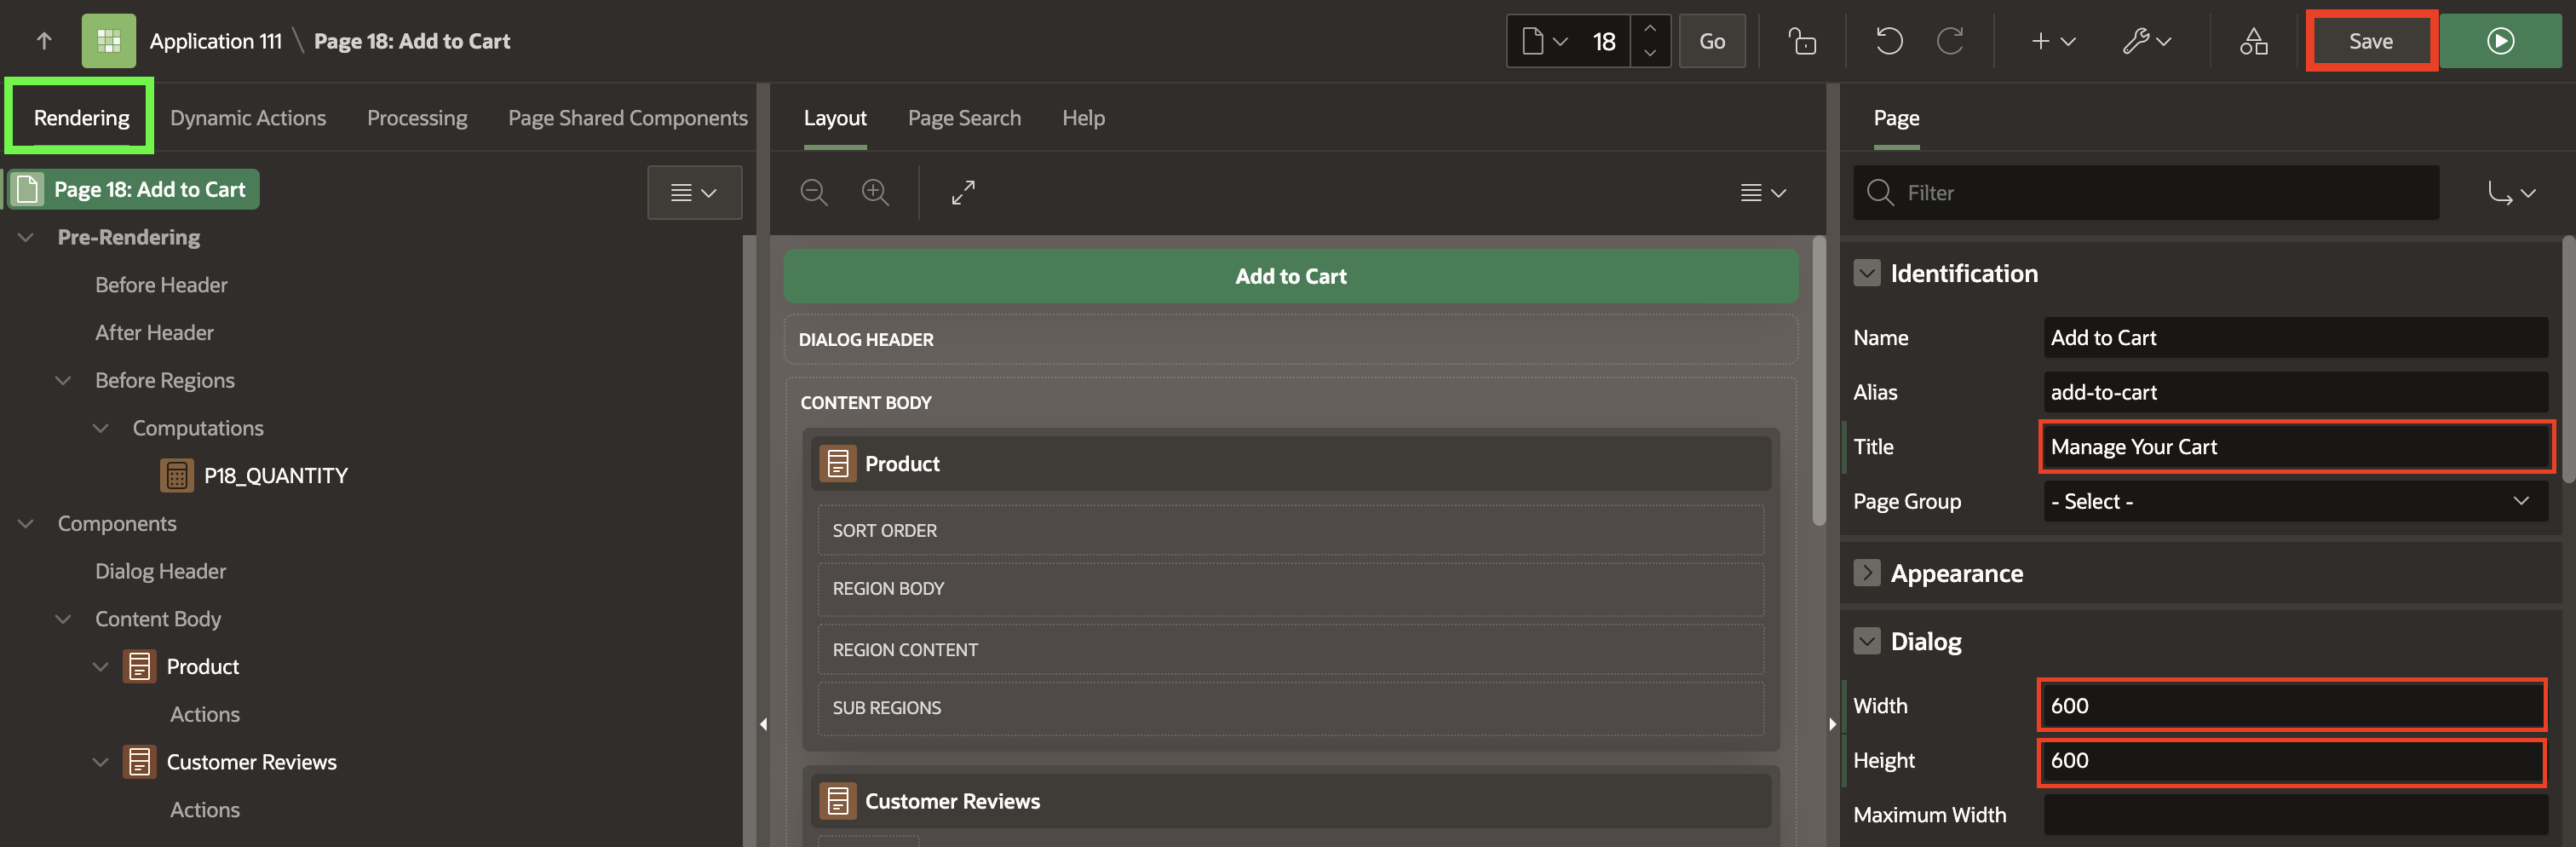 Application 111 \ Page 18: Add to Cart
18
Go
Save
Rendering
Dynamic Actions
Processing
Page Shared Components
Page 18: Add to Cart
Pre-Rendering
Before Header
After Header
Before Regions
Computations
P18_QUANTITY
Components
Dialog Header
Content Body
Product
Actions
Customer Reviews
Actions
Layout
Page Search
Help
Add to Cart
DIALOG HEADER
CONTENT BODY
Product
SORT ORDER
REGION BODY
REGION CONTENT
SUB REGIONS
Customer Reviews
Page
Filter
Identification
Name
Add to Cart
Alias
add-to-cart
Title
Manage Your Cart
Page Group
- Select -
Appearance
Dialog
Width
600
Height
600
Maximum Width